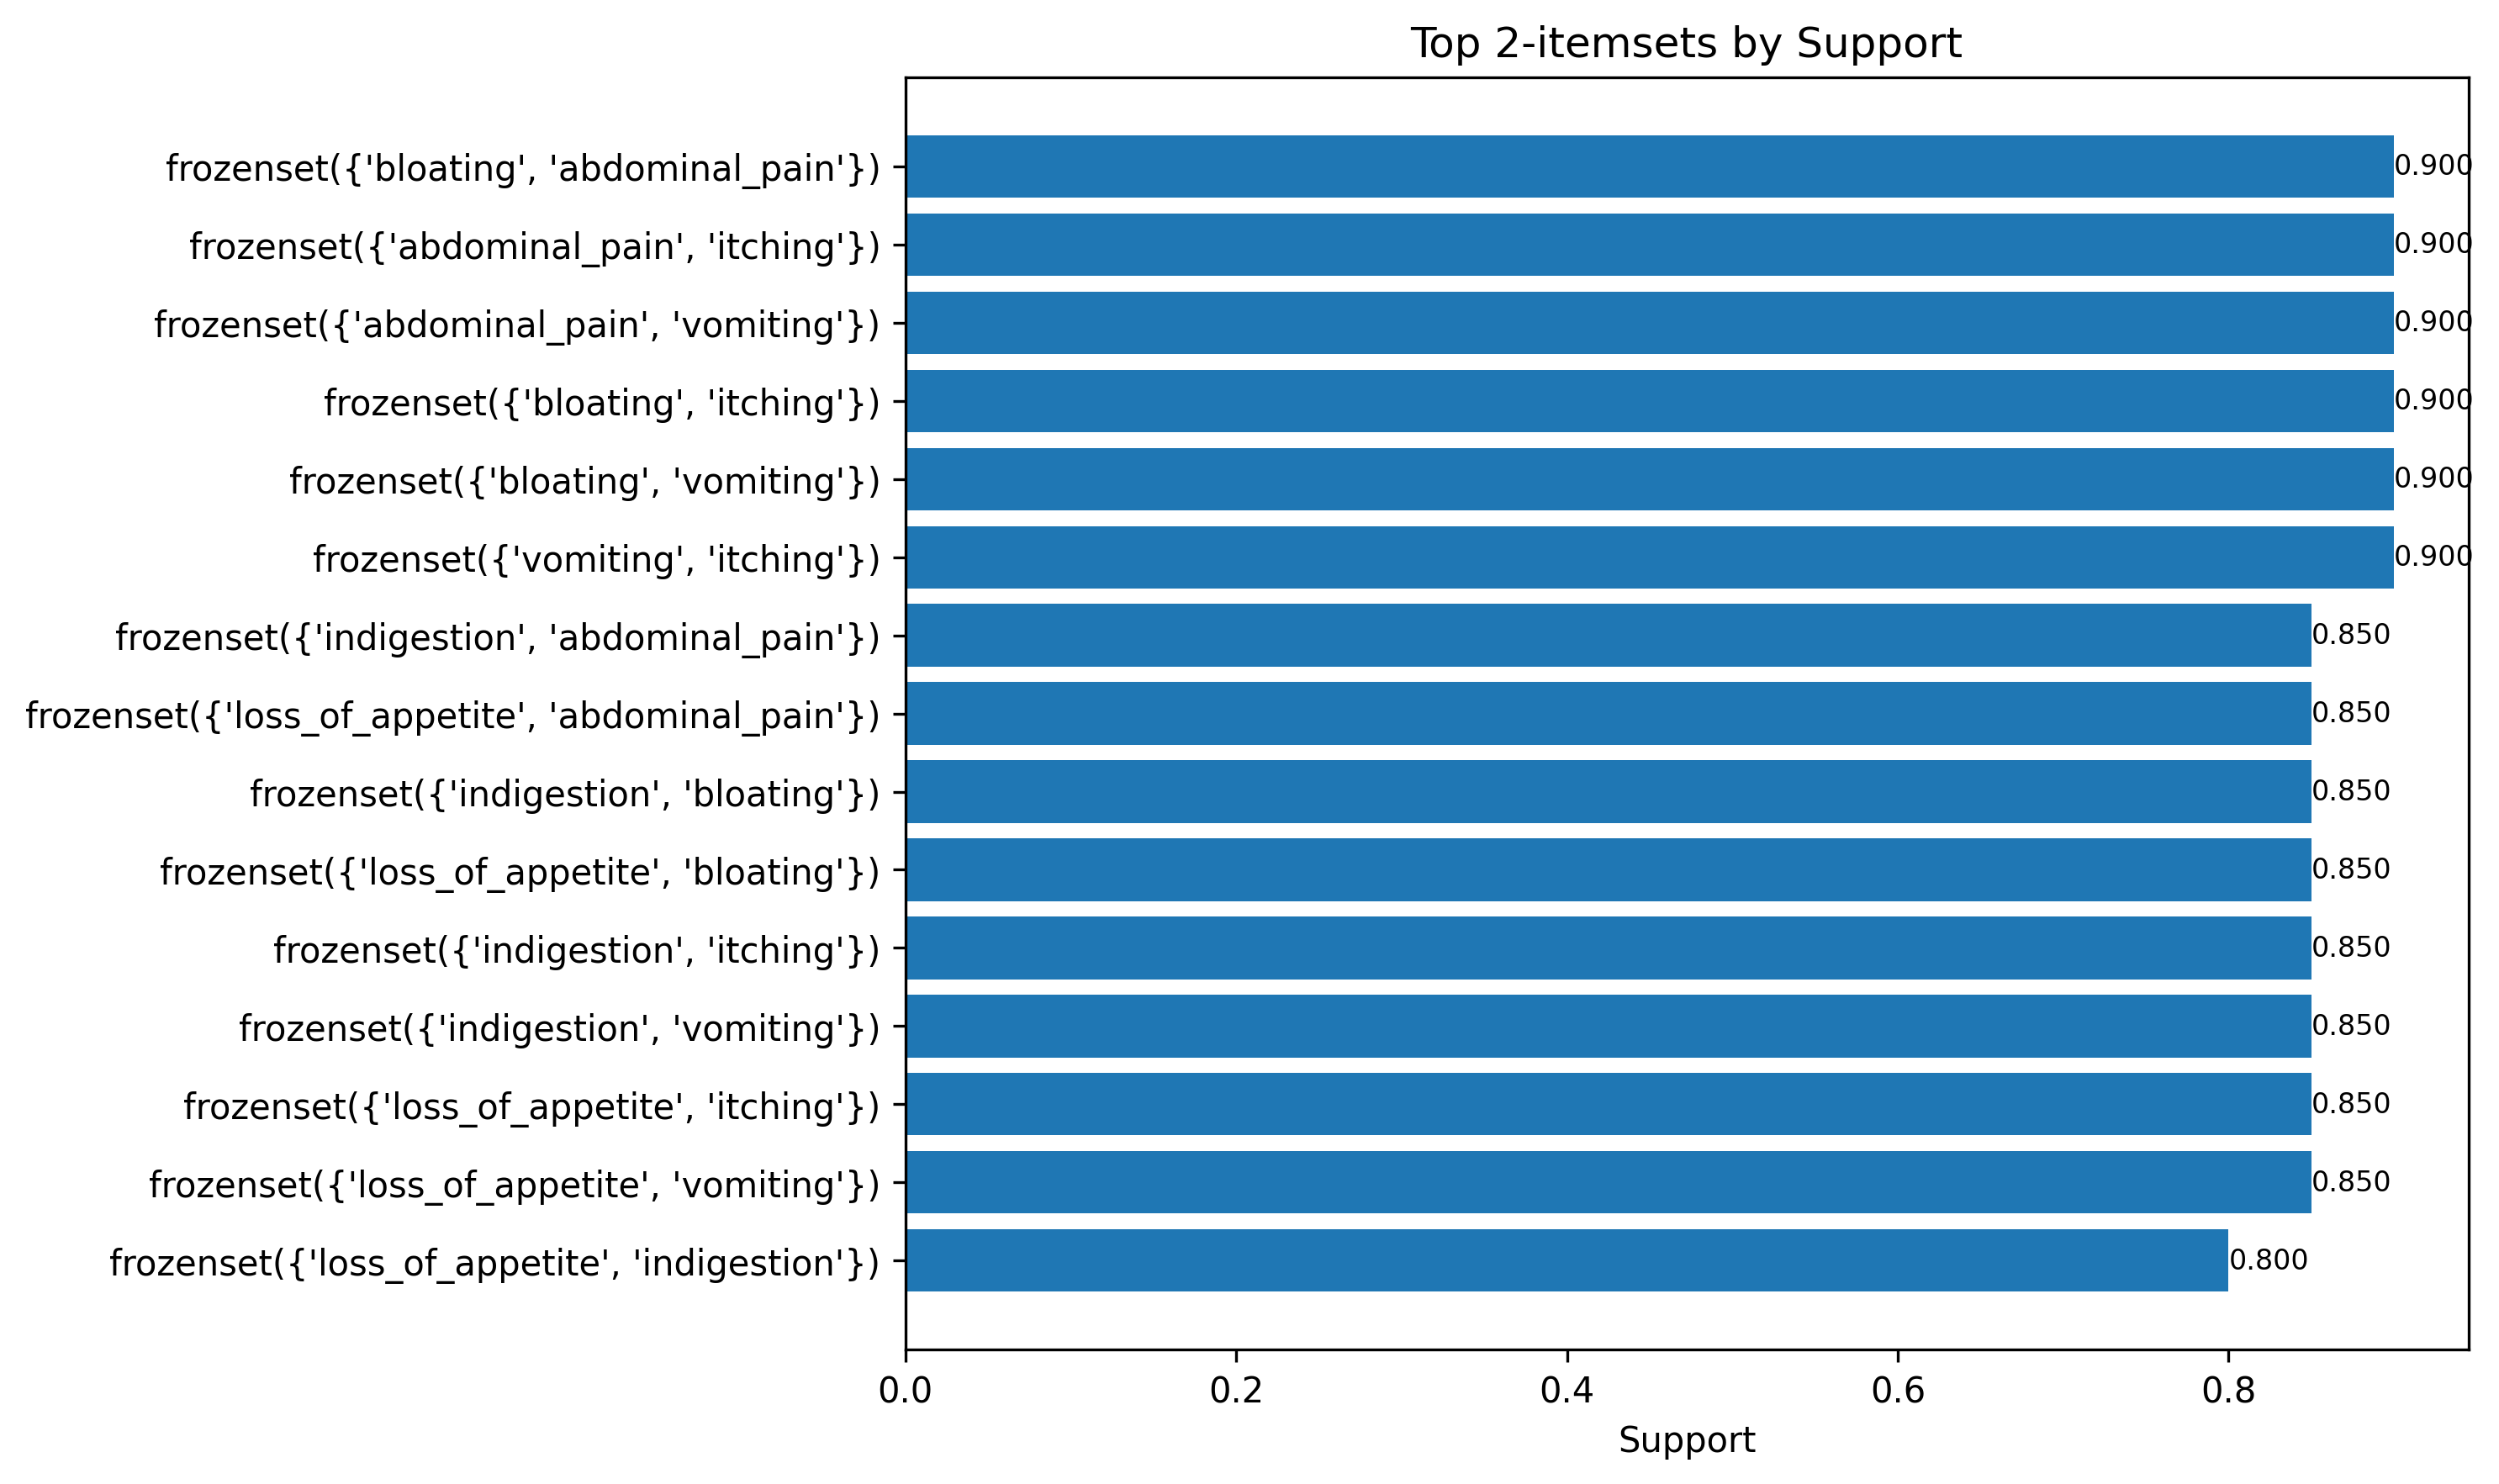 Top 2-itemsets by Support
frozenset({'bloating', 'abdominal_pain'}) 0.900
frozenset({'abdominal_pain', 'itching'}) 0.900
frozenset({'abdominal_pain', 'vomiting'}) 0.900
frozenset({'bloating', 'itching'}) 0.900
frozenset({'bloating', 'vomiting'}) 0.900
frozenset({'vomiting', 'itching'}) 0.900
frozenset({'indigestion', 'abdominal_pain'}) 0.850
frozenset({'loss_of_appetite', 'abdominal_pain'}) 0.850
frozenset({'indigestion', 'bloating'}) 0.850
frozenset({'loss_of_appetite', 'bloating'}) 0.850
frozenset({'indigestion', 'itching'}) 0.850
frozenset({'indigestion', 'vomiting'}) 0.850
frozenset({'loss_of_appetite', 'itching'}) 0.850
frozenset({'loss_of_appetite', 'vomiting'}) 0.850
frozenset({'loss_of_appetite', 'indigestion'}) 0.800
0.0 0.2 0.4 0.6 0.8
Support